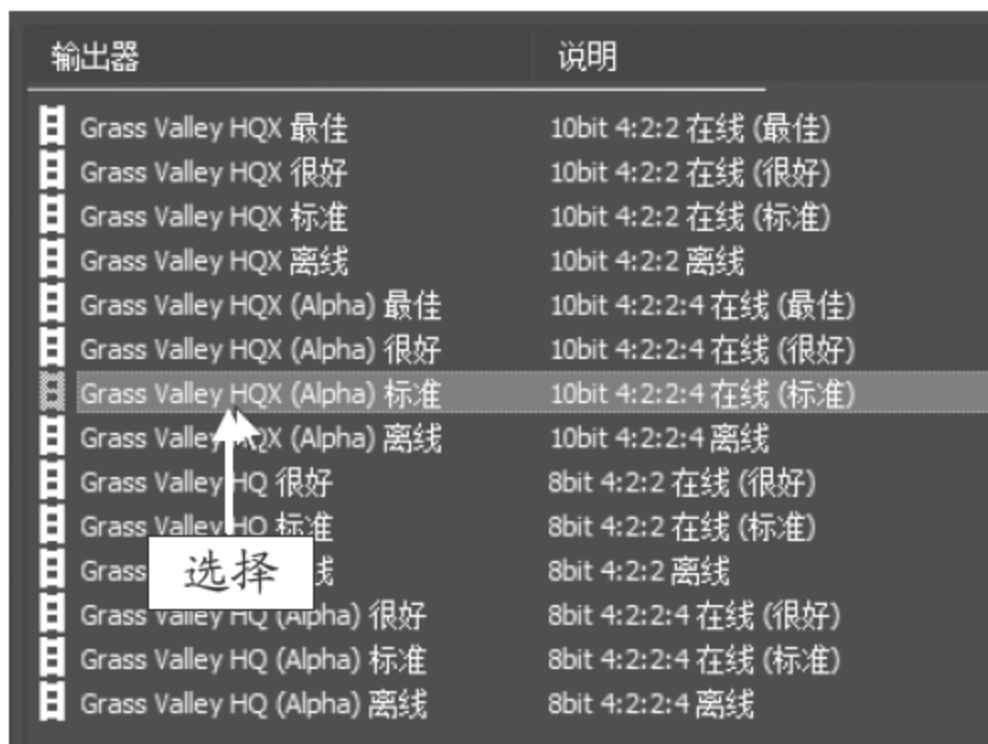 输出器 说明
Grass Valley HQX 最佳 10bit 4:2:2 在线 (最佳)
Grass Valley HQX 很好 10bit 4:2:2 在线 (很好)
Grass Valley HQX 标准 10bit 4:2:2 在线 (标准)
Grass Valley HQX 离线 10bit 4:2:2 离线
Grass Valley HQX (Alpha) 最佳 10bit 4:2:2:4 在线 (最佳)
Grass Valley HQX (Alpha) 很好 10bit 4:2:2:4 在线 (很好)
Grass Valley HQX (Alpha) 标准 10bit 4:2:2:4 在线 (标准)
Grass Valley HQX (Alpha) 离线 10bit 4:2:2:4 离线
Grass Valley HQ 很好 8bit 4:2:2 在线 (很好)
Grass Valley HQ 标准 8bit 4:2:2 在线 (标准)
Grass 线 8bit 4:2:2 离线
选择
Grass Valley HQ (Alpha) 很好 8bit 4:2:2:4 在线 (很好)
Grass Valley HQ (Alpha) 标准 8bit 4:2:2:4 在线 (标准)
Grass Valley HQ (Alpha) 离线 8bit 4:2:2:4 离线